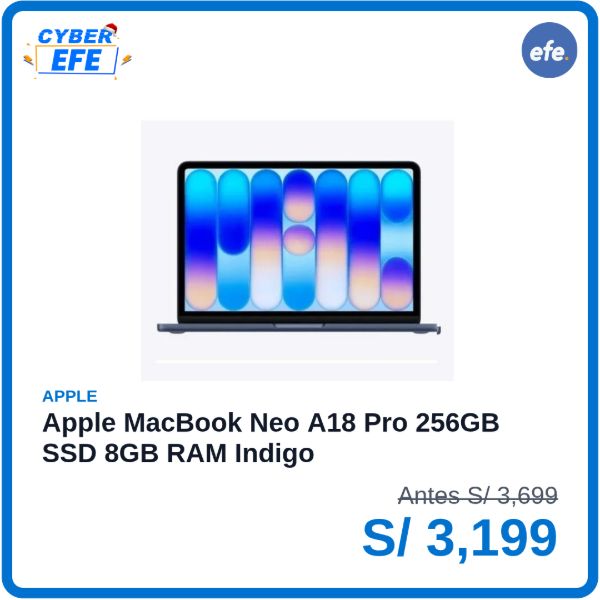 CYBER
EFE
efe.
APPLE
Apple MacBook Neo A18 Pro 256GB
SSD 8GB RAM Indigo
Antes S/ 3,699
S/ 3,199